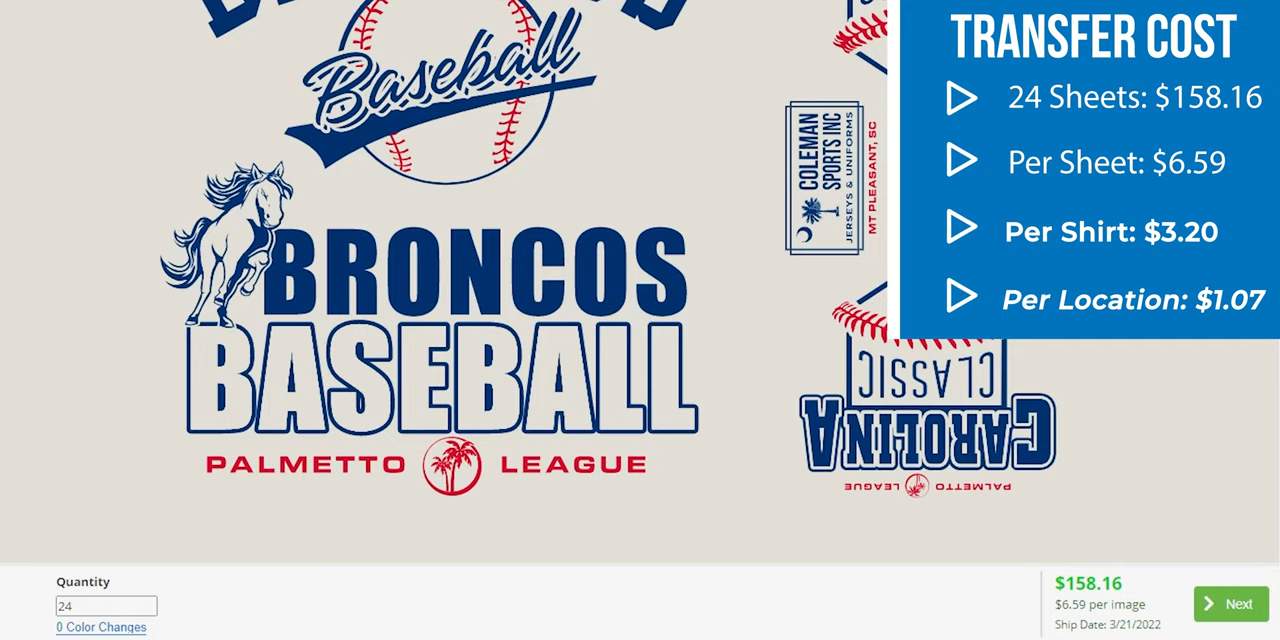 Baseball
BRONCOS
BASEBALL
PALMETTO LEAGUE
COLEMAN
SPORTS INC
JERSEYS & UNIFORMS
MT PLEASANT, SC
CLASSIC
CAROLINA
PALMETTO LEAGUE
TRANSFER COST
24 Sheets: $158.16
Per Sheet: $6.59
Per Shirt: $3.20
Per Location: $1.07
Quantity
24
0 Color Changes
$158.16
$6.59 per image
Ship Date: 3/21/2022
Next